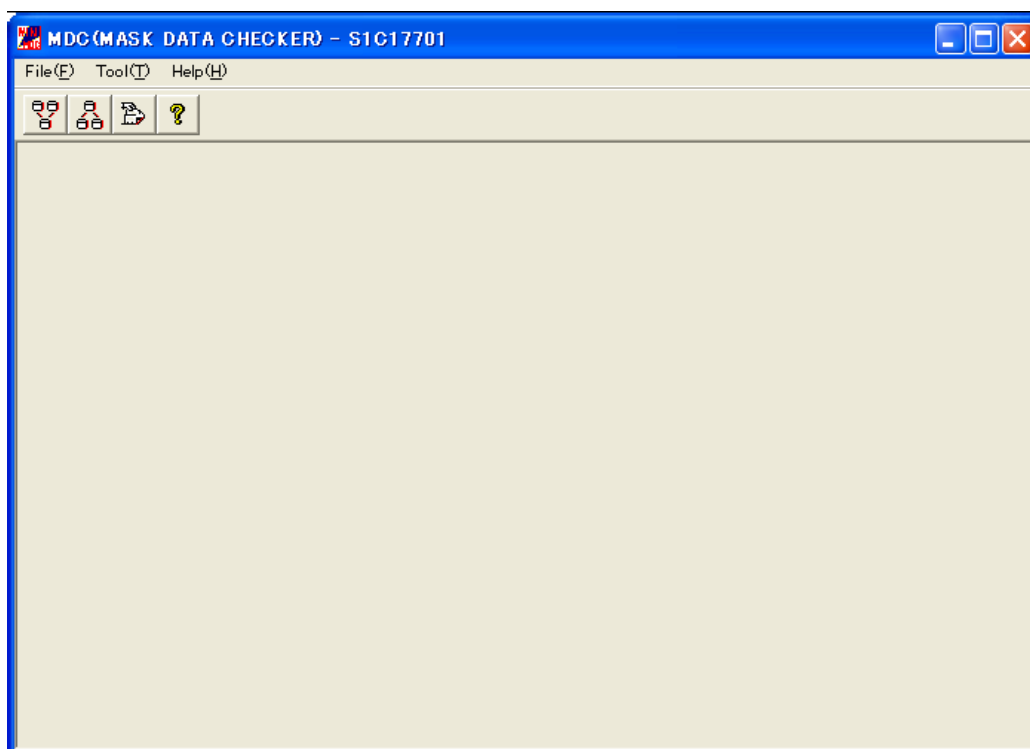 MDC(MASK DATA CHECKER) - S1C17701
File(F) Tool(T) Help(H)
?